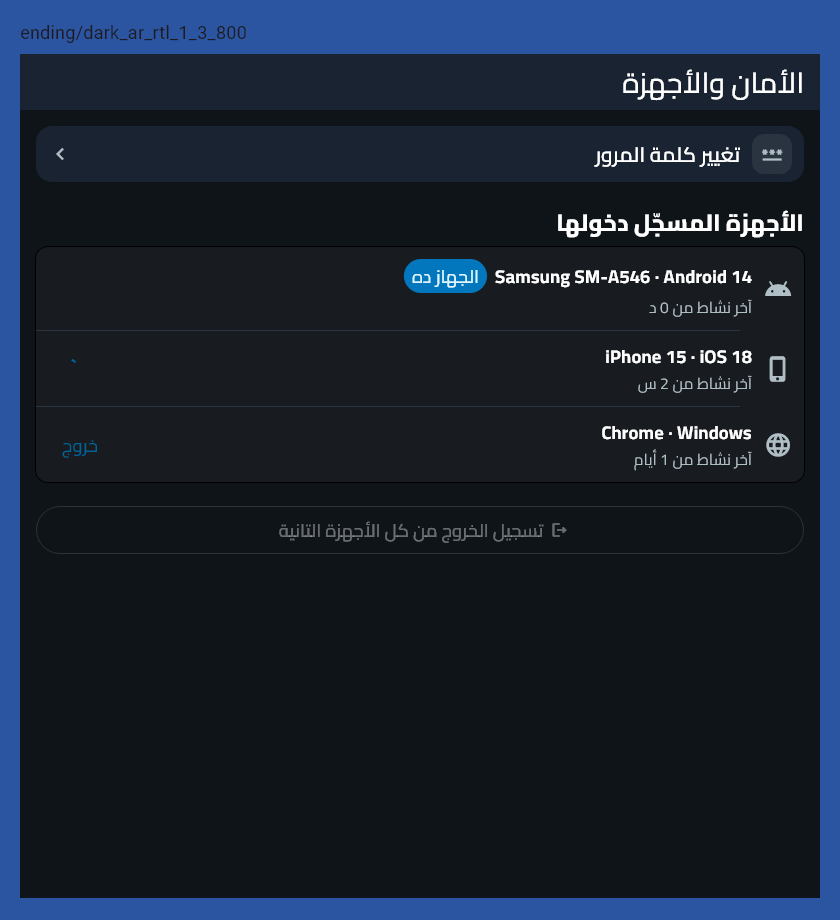 ending/dark_ar_rtl_1_3_800
الأمان والأجهزة
تغيير كلمة المرور
الأجهزة المسجّل دخولها
Samsung SM-A546 · Android 14 الجهاز ده
آخر نشاط من 0 د
iPhone 15 · iOS 18
آخر نشاط من 2 س
Chrome · Windows
خروج
آخر نشاط من 1 أيام
تسجيل الخروج من كل الأجهزة التانية